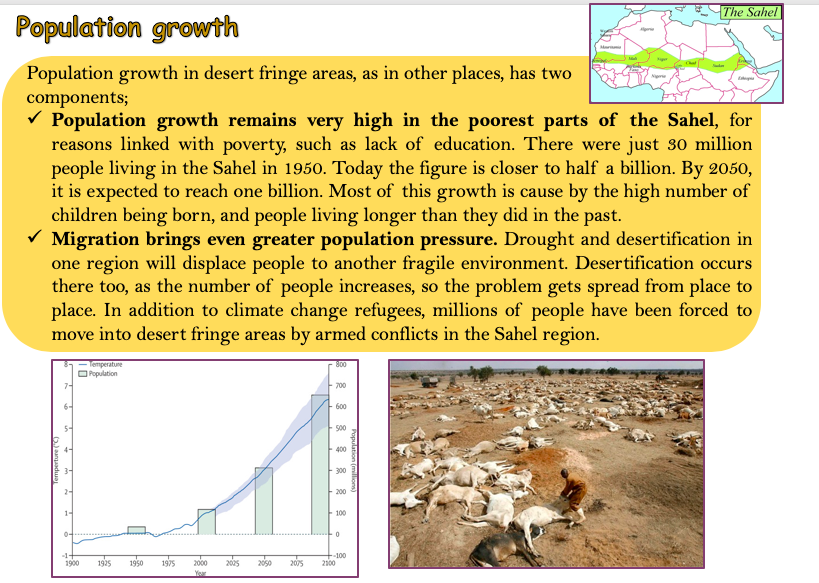 Population growth
The Sahel
Algeria
Mauritania
Mali
Niger
Chad
Sudan
Nigeria
Ethiopia
Population growth in desert fringe areas, as in other places, has two
components;
✓ Population growth remains very high in the poorest parts of the Sahel, for
reasons linked with poverty, such as lack of education. There were just 30 million
people living in the Sahel in 1950. Today the figure is closer to half a billion. By 2050,
it is expected to reach one billion. Most of this growth is cause by the high number of
children being born, and people living longer than they did in the past.
✓ Migration brings even greater population pressure. Drought and desertification in
one region will displace people to another fragile environment. Desertification occurs
there too, as the number of people increases, so the problem gets spread from place to
place. In addition to climate change refugees, millions of people have been forced to
move into desert fringe areas by armed conflicts in the Sahel region.
Temperature
Population
Temperture (°C)
8
7
6
5
4
3
2
1
0
-1
800
700
600
500
400
300
200
100
0
-100
Population (millions)
1900 1925 1950 1975 2000 2025 2050 2075 2100
Year